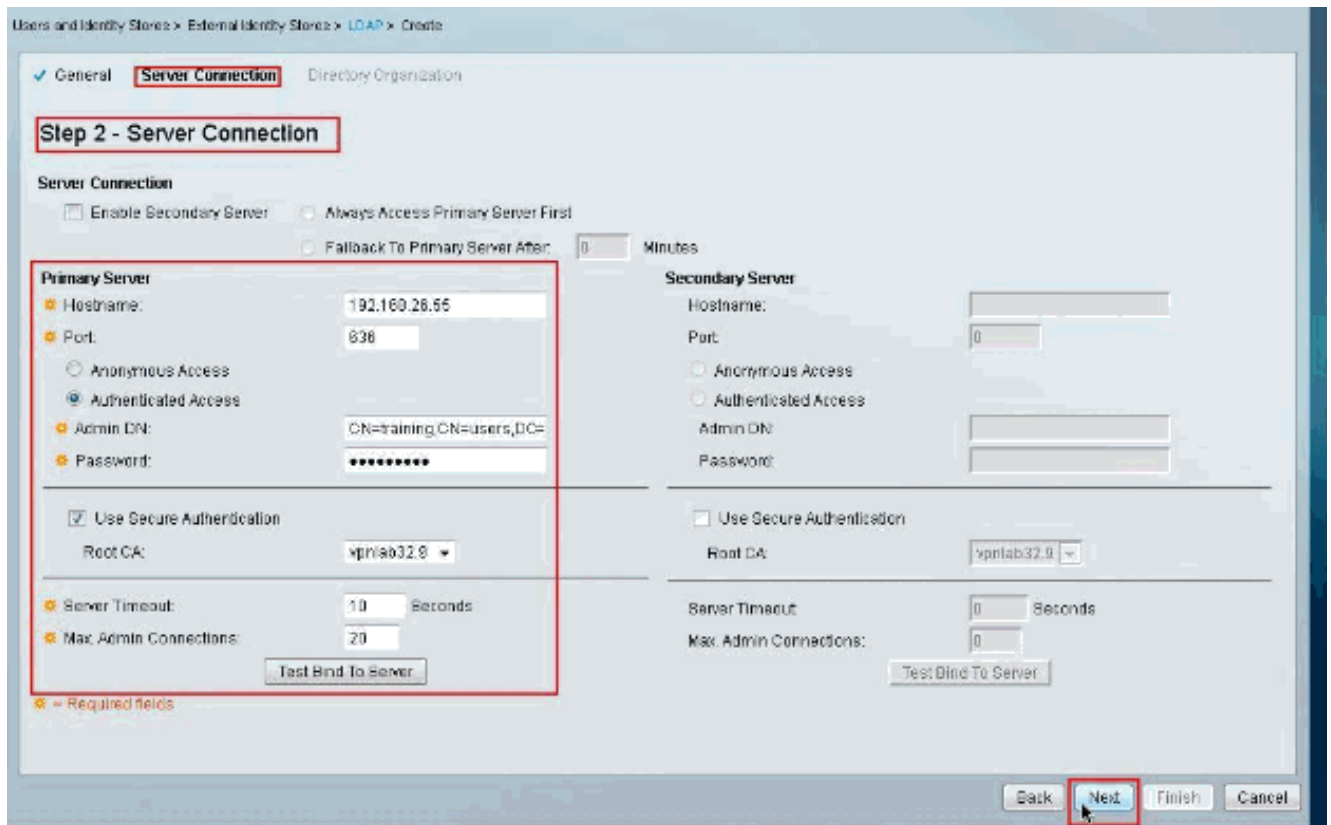 Users and Identity Stores > External Identity Stores > LDAP > Create
General Server Connection Directory Organization
Step 2 - Server Connection
Server Connection
Enable Secondary Server Always Access Primary Server First
Failback To Primary Server After: 0 Minutes
Primary Server Secondary Server
Hostname: 192.168.26.55 Hostname:
Port: 636 Port: 0
Anonymous Access Anonymous Access
Authenticated Access Authenticated Access
Admin DN: CN=training,CN=users,DC= Admin DN:
Password: ••••••••• Password:
Use Secure Authentication Use Secure Authentication
Root CA: vpnlab32.9 Root CA: vpnlab32.9
Server Timeout: 10 Seconds Server Timeout 0 Seconds
Max. Admin Connections: 20 Max. Admin Connections: 0
Test Bind To Server Test Bind To Server
= Required fields
Back Next Finish Cancel